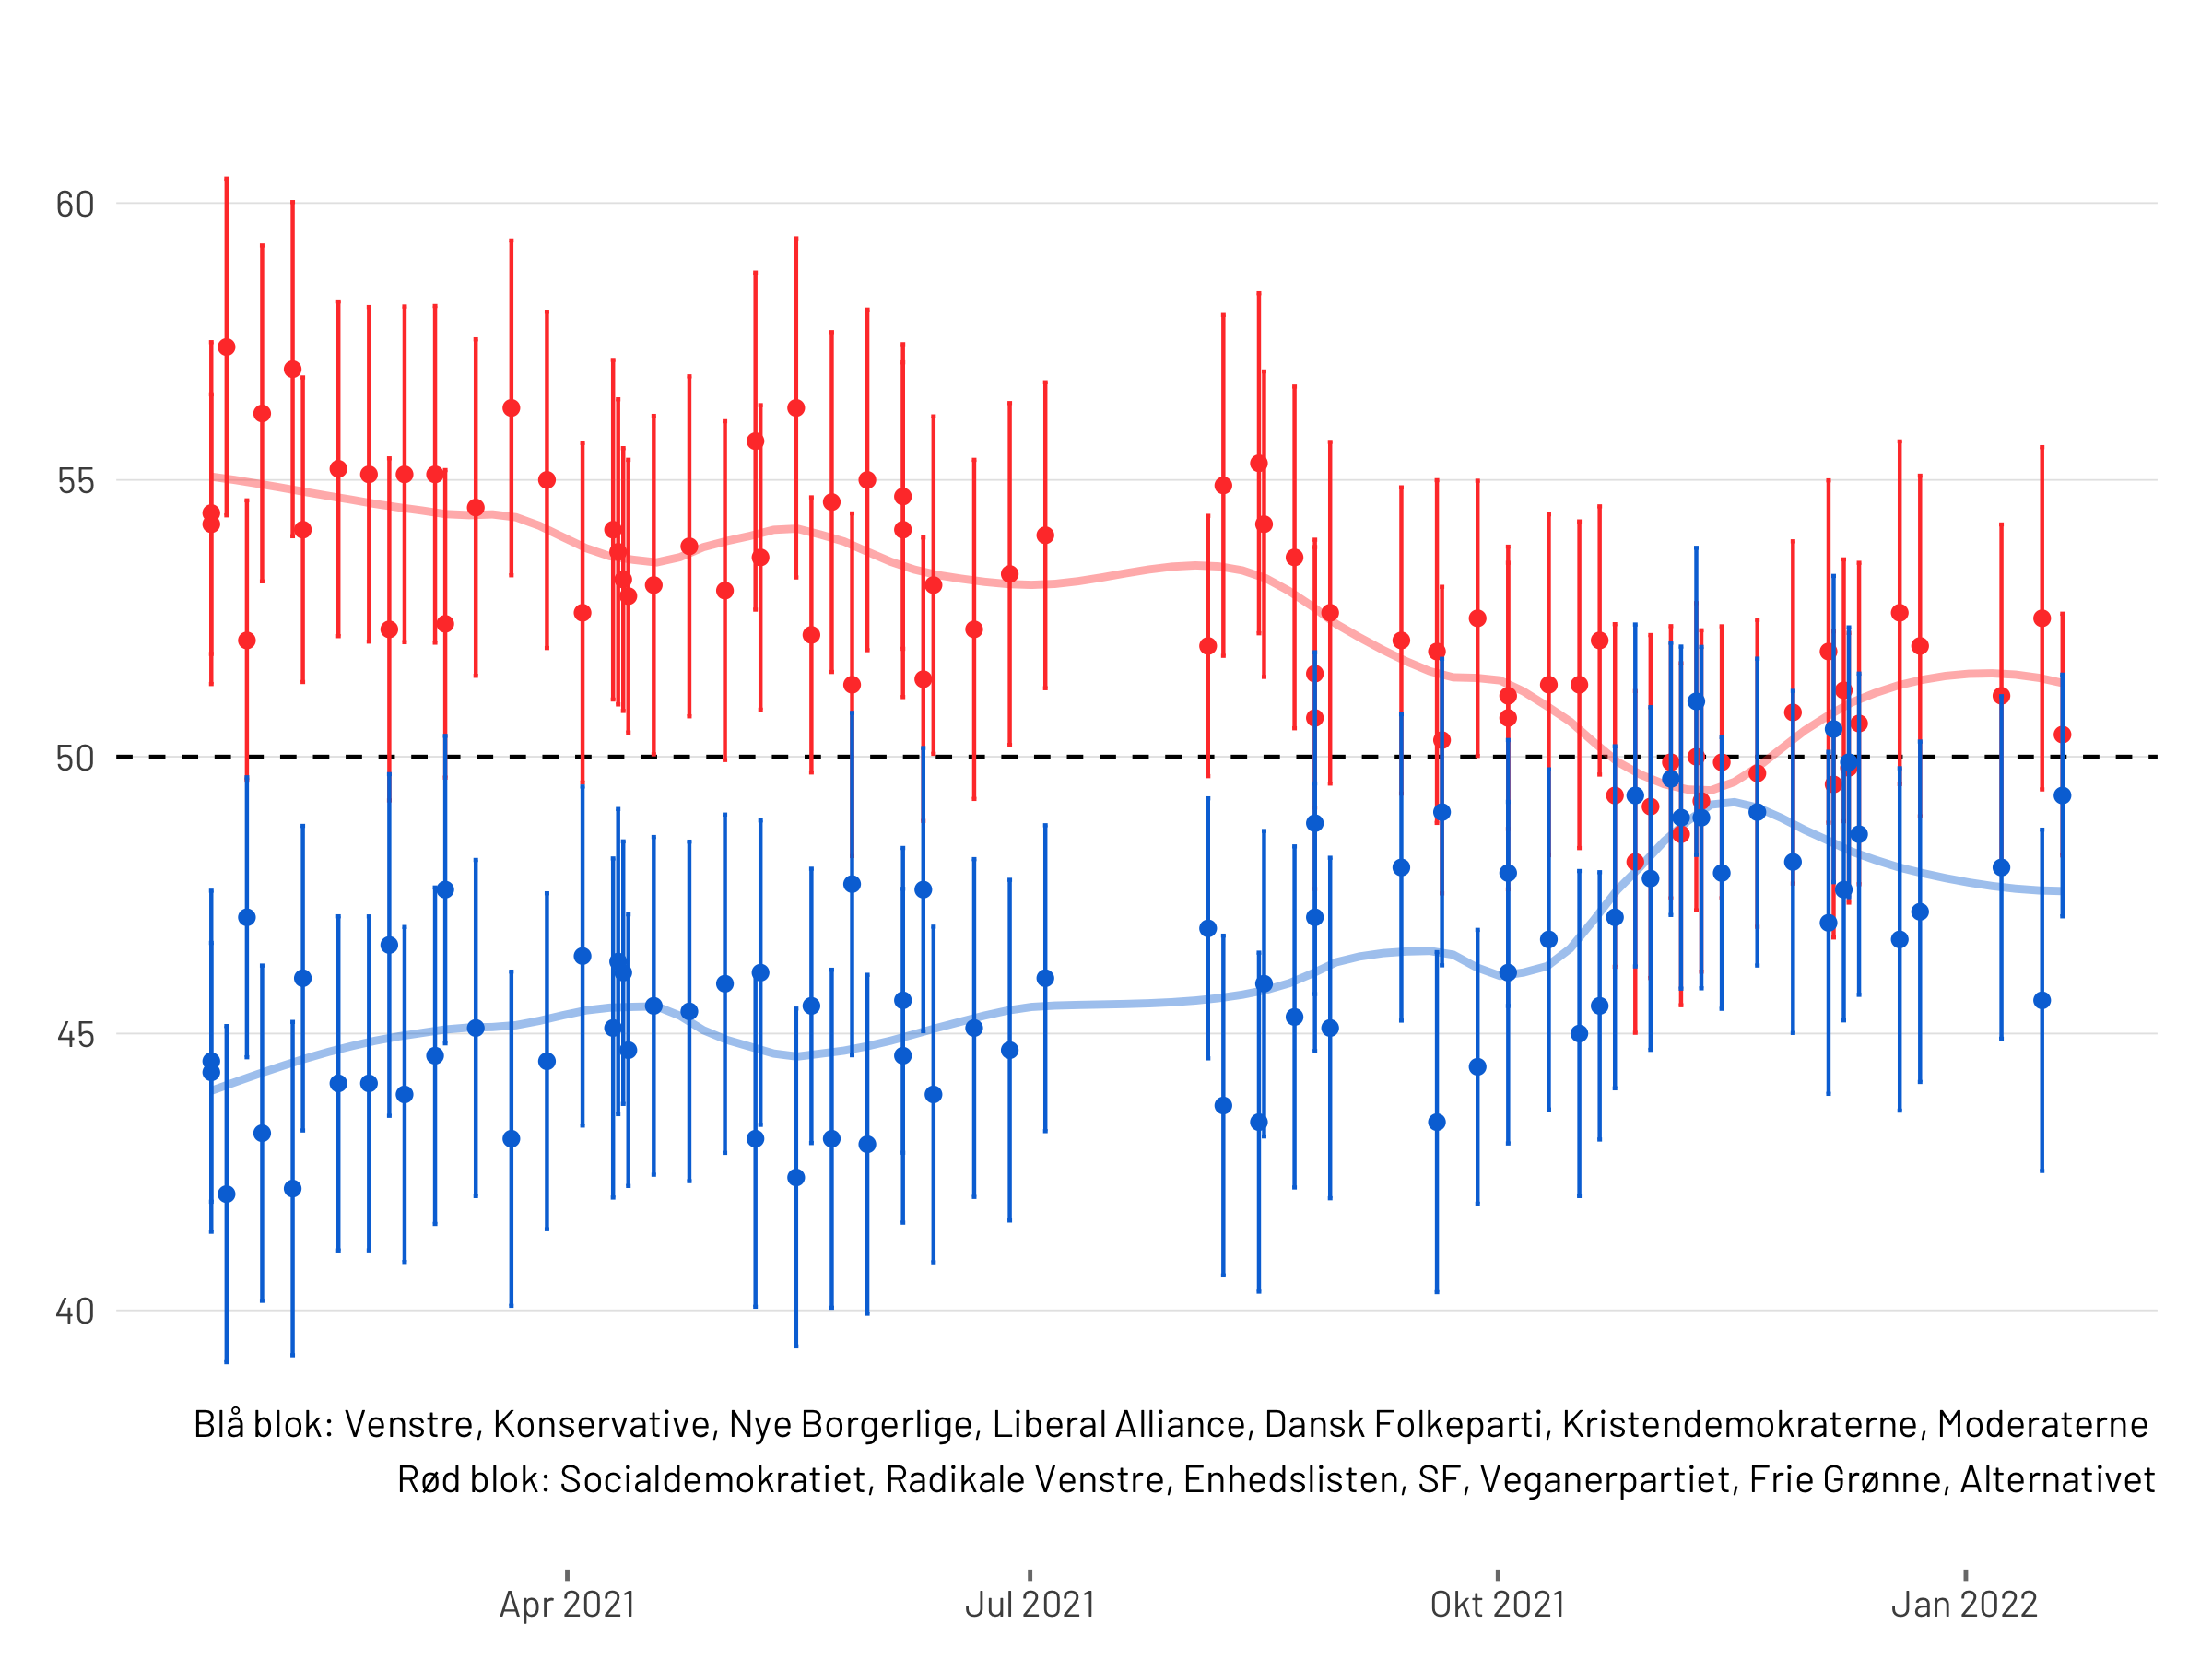 60
55
50
45
40
Blå blok: Venstre, Konservative, Nye Borgerlige, Liberal Alliance, Dansk Folkeparti, Kristendemokraterne, Moderaterne
Rød blok: Socialdemokratiet, Radikale Venstre, Enhedslisten, SF, Veganerpartiet, Frie Grønne, Alternativet
Apr 2021 Jul 2021 Okt 2021 Jan 2022